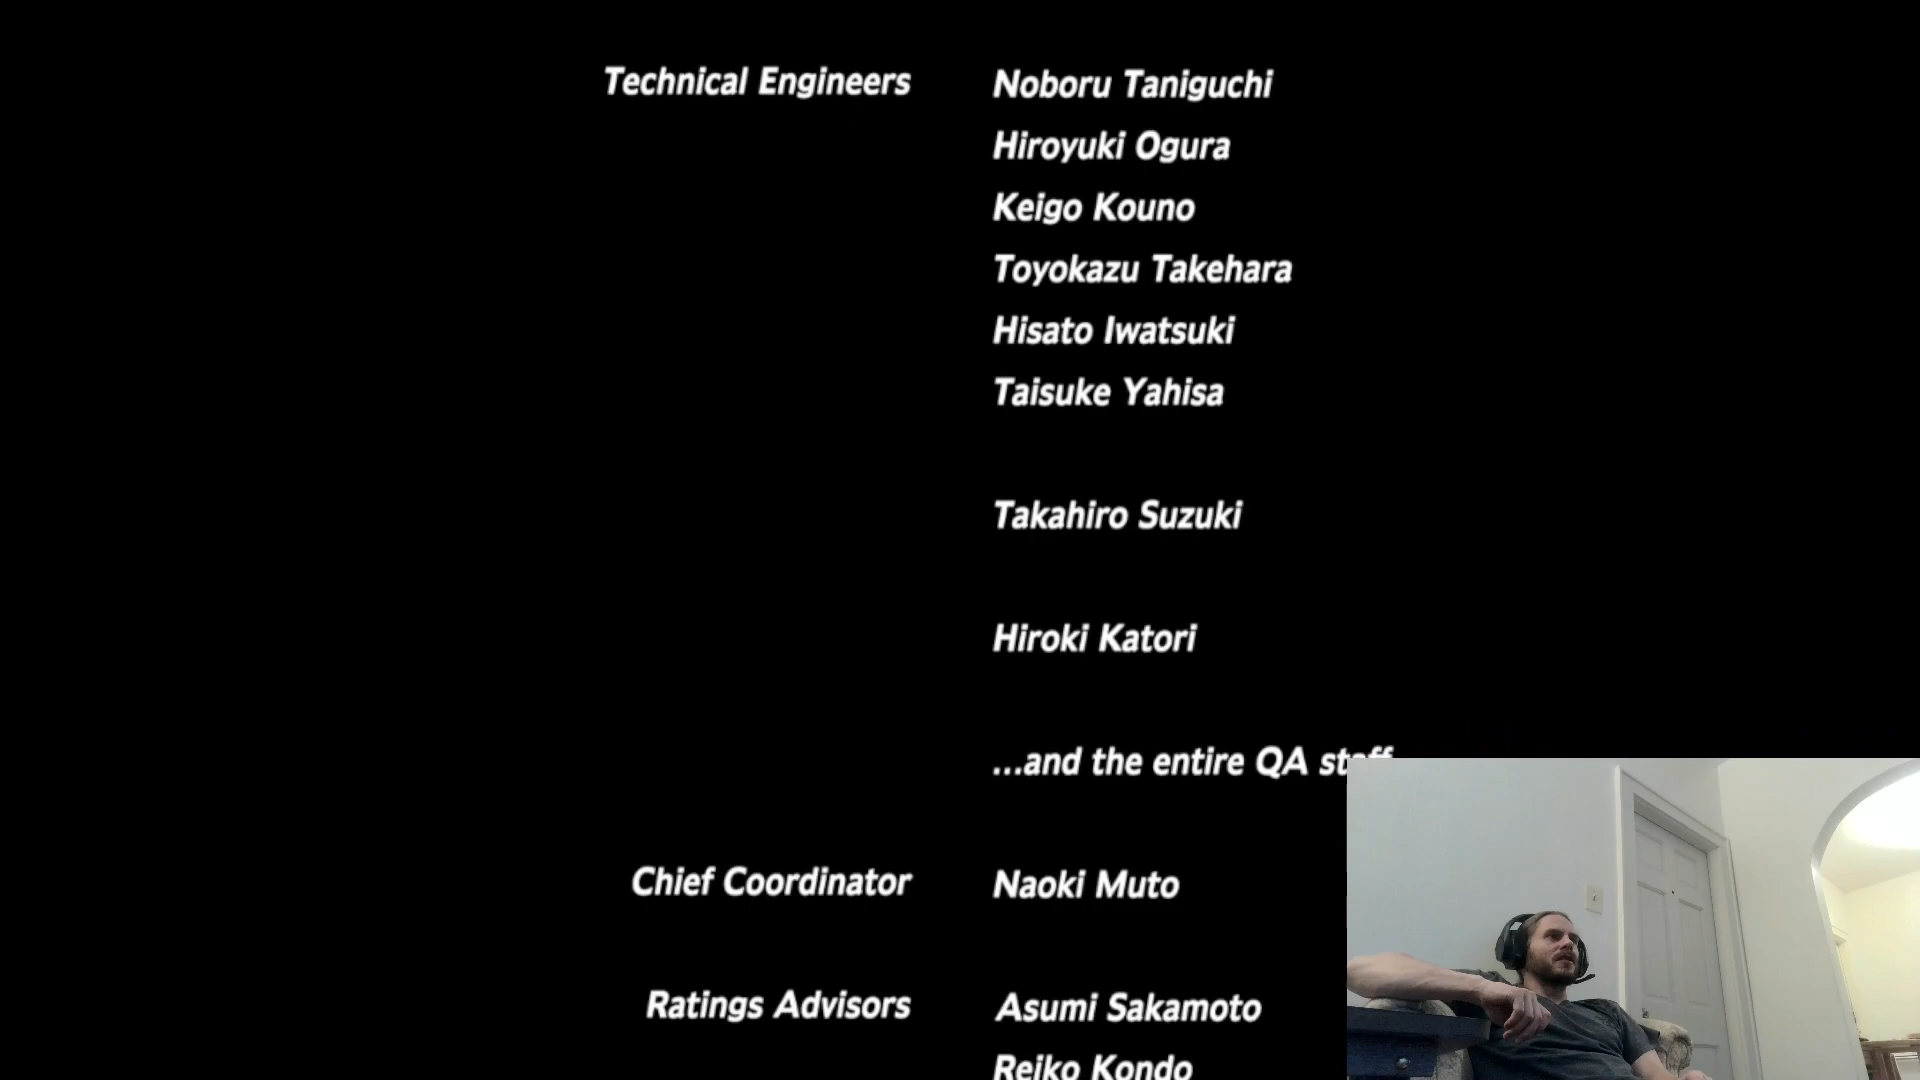 Technical Engineers Noboru Taniguchi
Hiroyuki Ogura
Keigo Kouno
Toyokazu Takehara
Hisato Iwatsuki
Taisuke Yahisa
Takahiro Suzuki
Hiroki Katori
...and the entire QA staff
Chief Coordinator Naoki Muto
Ratings Advisors Asumi Sakamoto
Reiko Kondo